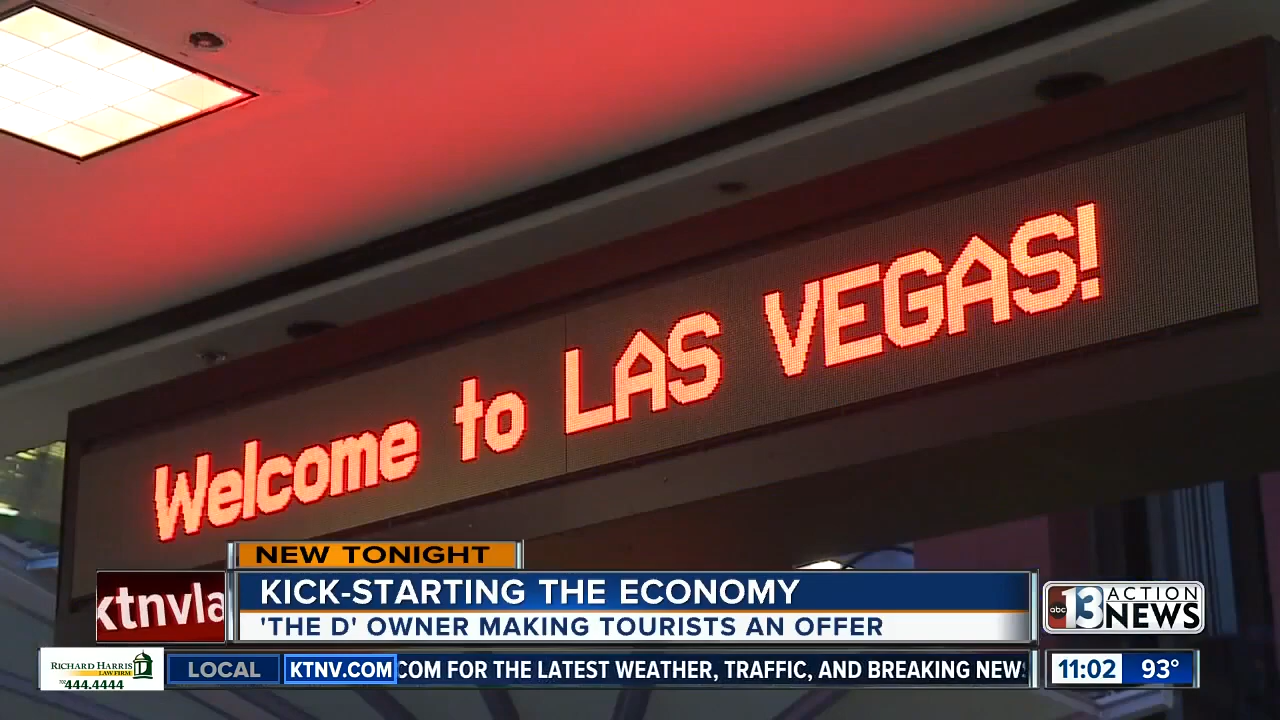 Welcome to LAS VEGAS!
NEW TONIGHT
KICK-STARTING THE ECONOMY
'THE D' OWNER MAKING TOURISTS AN OFFER
ktnvla
abc 13 ACTION NEWS
RICHARD HARRIS
LAW FIRM
702 444.4444
LOCAL
KTNV.COM
COM FOR THE LATEST WEATHER, TRAFFIC, AND BREAKING NEWS
11:02 93°